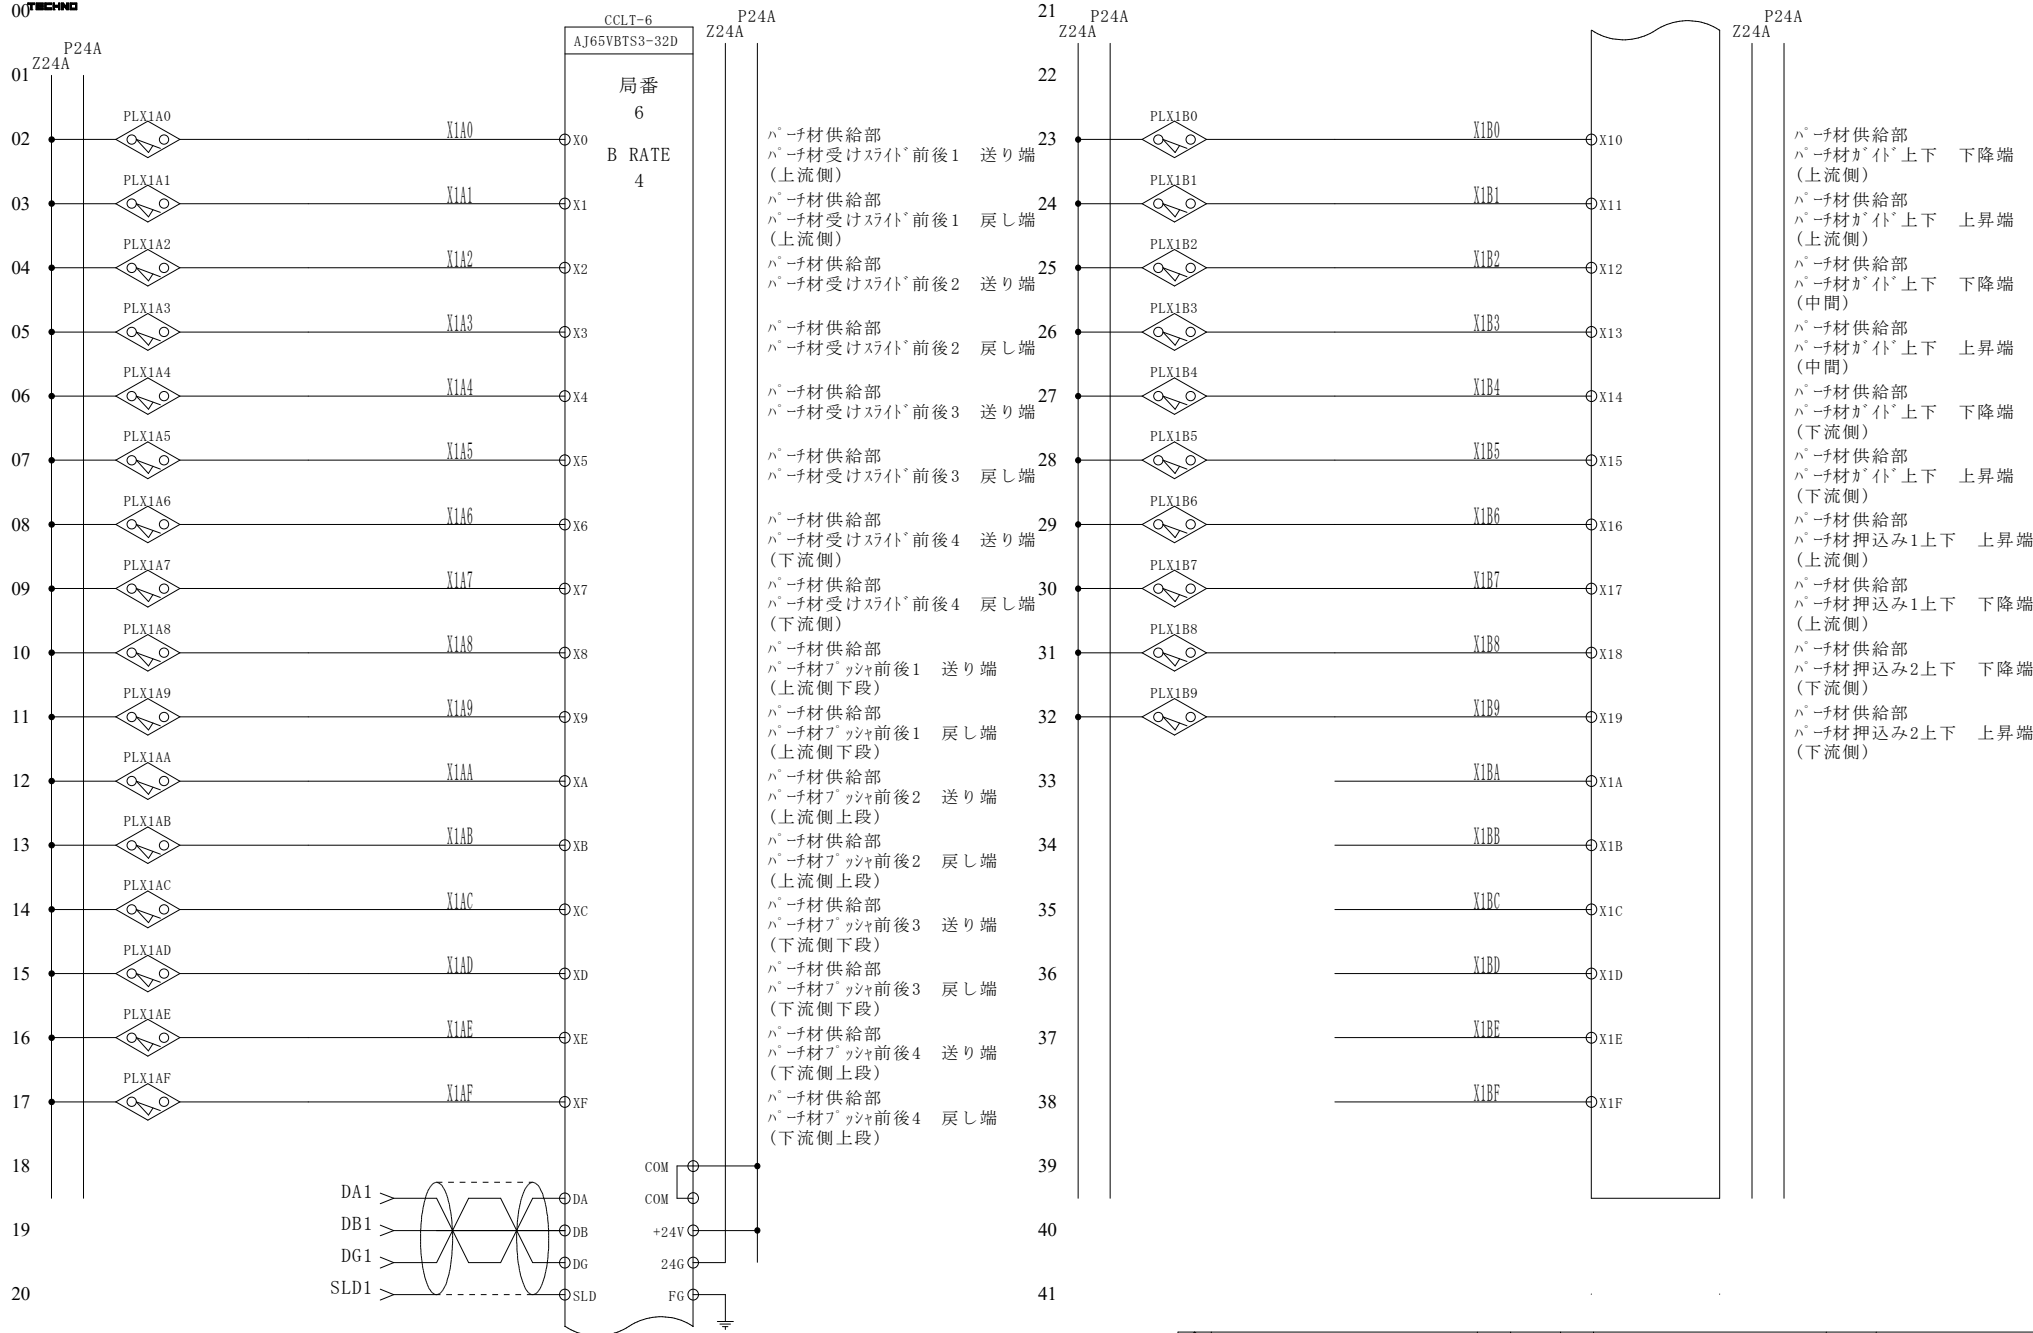 00 TECHNO
P24A
Z24A
CCLT-6
AJ65VBTS3-32D
局番
6
B RATE
4
P24A
Z24A
01
02 PLX1A0 X1A0 X0
パーチ材供給部
パーチ材受けスライド前後1 送り端
(上流側)
03 PLX1A1 X1A1 X1
パーチ材供給部
パーチ材受けスライド前後1 戻し端
(上流側)
04 PLX1A2 X1A2 X2
パーチ材供給部
パーチ材受けスライド前後2 送り端
05 PLX1A3 X1A3 X3
パーチ材供給部
パーチ材受けスライド前後2 戻し端
06 PLX1A4 X1A4 X4
パーチ材供給部
パーチ材受けスライド前後3 送り端
07 PLX1A5 X1A5 X5
パーチ材供給部
パーチ材受けスライド前後3 戻し端
08 PLX1A6 X1A6 X6
パーチ材供給部
パーチ材受けスライド前後4 送り端
(下流側)
09 PLX1A7 X1A7 X7
パーチ材供給部
パーチ材受けスライド前後4 戻し端
(下流側)
10 PLX1A8 X1A8 X8
パーチ材供給部
パーチ材プッシャ前後1 送り端
(上流側下段)
11 PLX1A9 X1A9 X9
パーチ材供給部
パーチ材プッシャ前後1 戻し端
(上流側下段)
12 PLX1AA X1AA XA
パーチ材供給部
パーチ材プッシャ前後2 送り端
(上流側上段)
13 PLX1AB X1AB XB
パーチ材供給部
パーチ材プッシャ前後2 戻し端
(上流側上段)
14 PLX1AC X1AC XC
パーチ材供給部
パーチ材プッシャ前後3 送り端
(下流側下段)
15 PLX1AD X1AD XD
パーチ材供給部
パーチ材プッシャ前後3 戻し端
(下流側下段)
16 PLX1AE X1AE XE
パーチ材供給部
パーチ材プッシャ前後4 送り端
(下流側上段)
17 PLX1AF X1AF XF
パーチ材供給部
パーチ材プッシャ前後4 戻し端
(下流側上段)
18 COM
DA1 DA COM
19 DB1 DB +24V
DG1 DG 24G
20 SLD1 SLD FG
21
P24A
Z24A
P24A
Z24A
22
23 PLX1B0 X1B0 X10
パーチ材供給部
パーチ材ガイド上下 下降端
(上流側)
24 PLX1B1 X1B1 X11
パーチ材供給部
パーチ材ガイド上下 上昇端
(上流側)
25 PLX1B2 X1B2 X12
パーチ材供給部
パーチ材ガイド上下 下降端
(中間)
26 PLX1B3 X1B3 X13
パーチ材供給部
パーチ材ガイド上下 上昇端
(中間)
27 PLX1B4 X1B4 X14
パーチ材供給部
パーチ材ガイド上下 下降端
(下流側)
28 PLX1B5 X1B5 X15
パーチ材供給部
パーチ材ガイド上下 上昇端
(下流側)
29 PLX1B6 X1B6 X16
パーチ材供給部
パーチ材押込み1上下 上昇端
(上流側)
30 PLX1B7 X1B7 X17
パーチ材供給部
パーチ材押込み1上下 下降端
(上流側)
31 PLX1B8 X1B8 X18
パーチ材供給部
パーチ材押込み2上下 下降端
(下流側)
32 PLX1B9 X1B9 X19
パーチ材供給部
パーチ材押込み2上下 上昇端
(下流側)
33 X1BA X1A
34 X1BB X1B
35 X1BC X1C
36 X1BD X1D
37 X1BE X1E
38 X1BF X1F
39
40
41